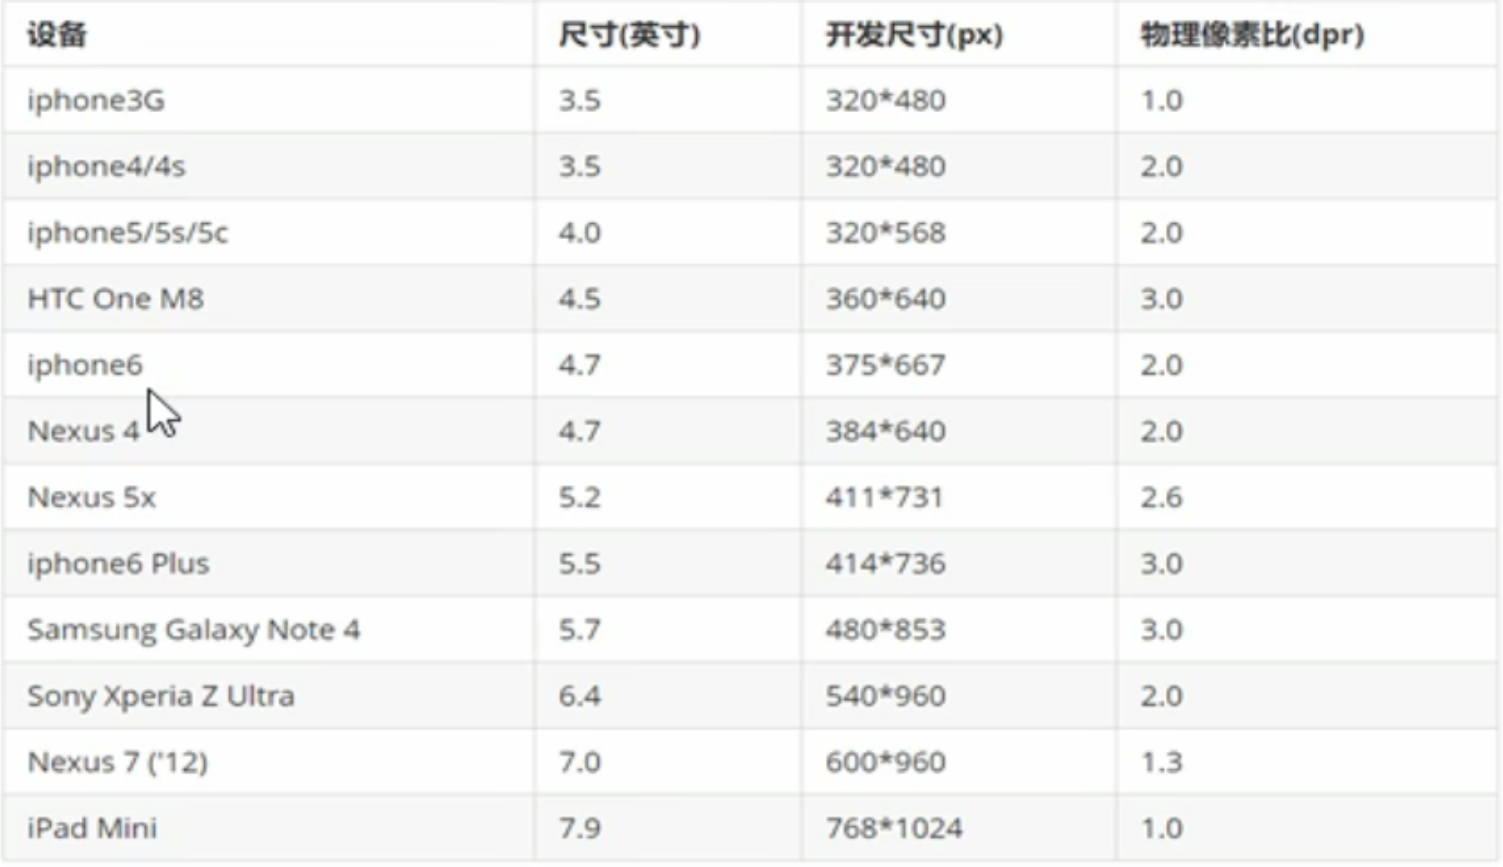 设备 尺寸(英寸) 开发尺寸(px) 物理像素比(dpr)
iphone3G 3.5 320*480 1.0
iphone4/4s 3.5 320*480 2.0
iphone5/5s/5c 4.0 320*568 2.0
HTC One M8 4.5 360*640 3.0
iphone6 4.7 375*667 2.0
Nexus 4 4.7 384*640 2.0
Nexus 5x 5.2 411*731 2.6
iphone6 Plus 5.5 414*736 3.0
Samsung Galaxy Note 4 5.7 480*853 3.0
Sony Xperia Z Ultra 6.4 540*960 2.0
Nexus 7 ('12) 7.0 600*960 1.3
iPad Mini 7.9 768*1024 1.0